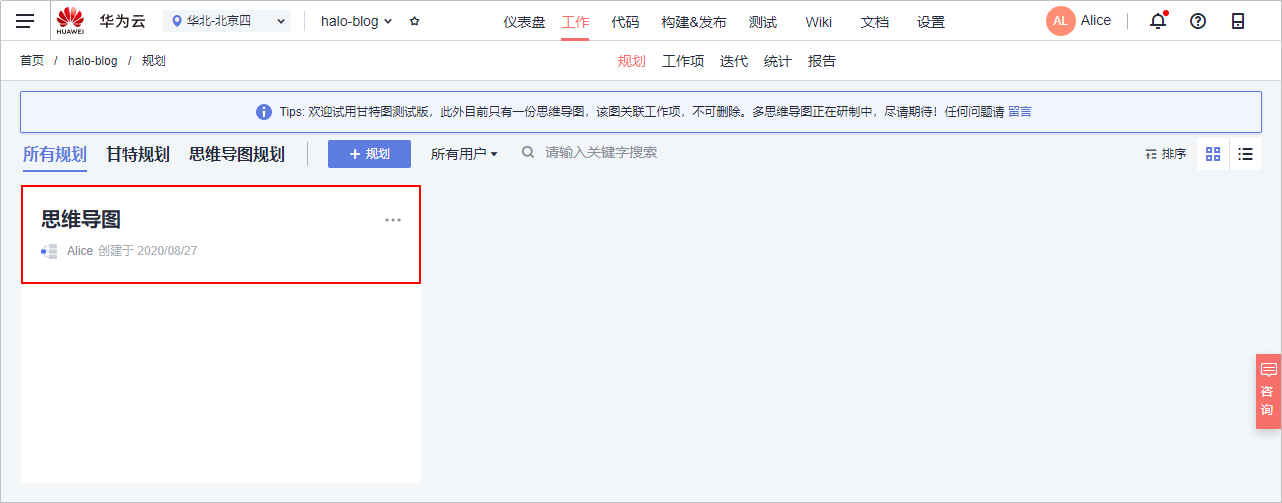 HUAWEI 华为云 华北-北京四 halo-blog 仪表盘 工作 代码 构建&发布 测试 Wiki 文档 设置 AL Alice
首页 / halo-blog / 规划 规划 工作项 迭代 统计 报告
Tips: 欢迎试用甘特图测试版，此外目前只有一份思维导图，该图关联工作项，不可删除。多思维导图正在研制中，尽请期待！任何问题请 留言
所有规划 甘特规划 思维导图规划 + 规划 所有用户 请输入关键字搜索 排序
思维导图
Alice 创建于 2020/08/27
咨询